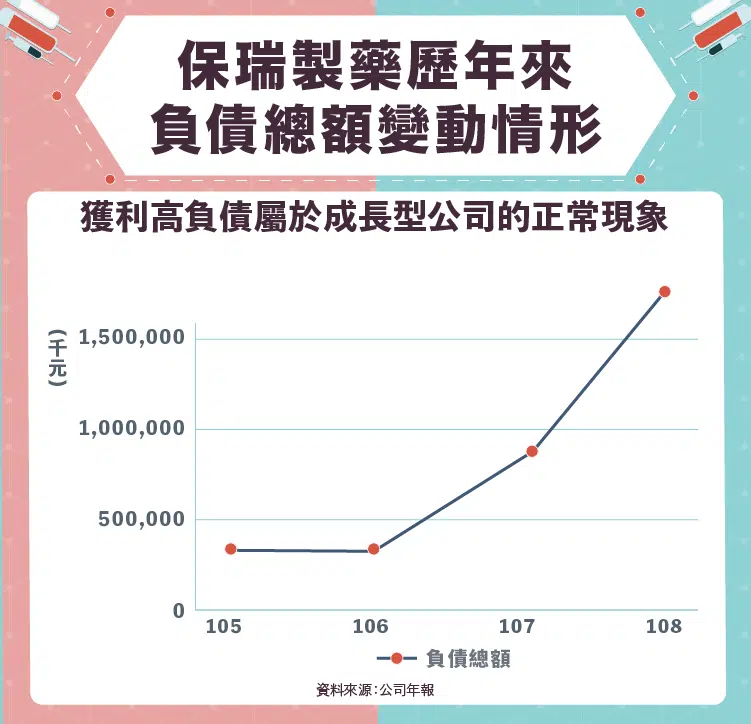 保瑞製藥歷年來
負債總額變動情形
獲利高負債屬於成長型公司的正常現象
(千元)
1,500,000
1,000,000
500,000
0
105 106 107 108
負債總額
資料來源:公司年報